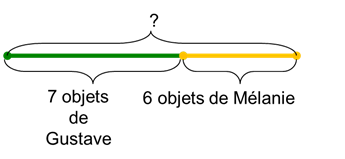 ?
7 objets
de
Gustave
6 objets de Mélanie